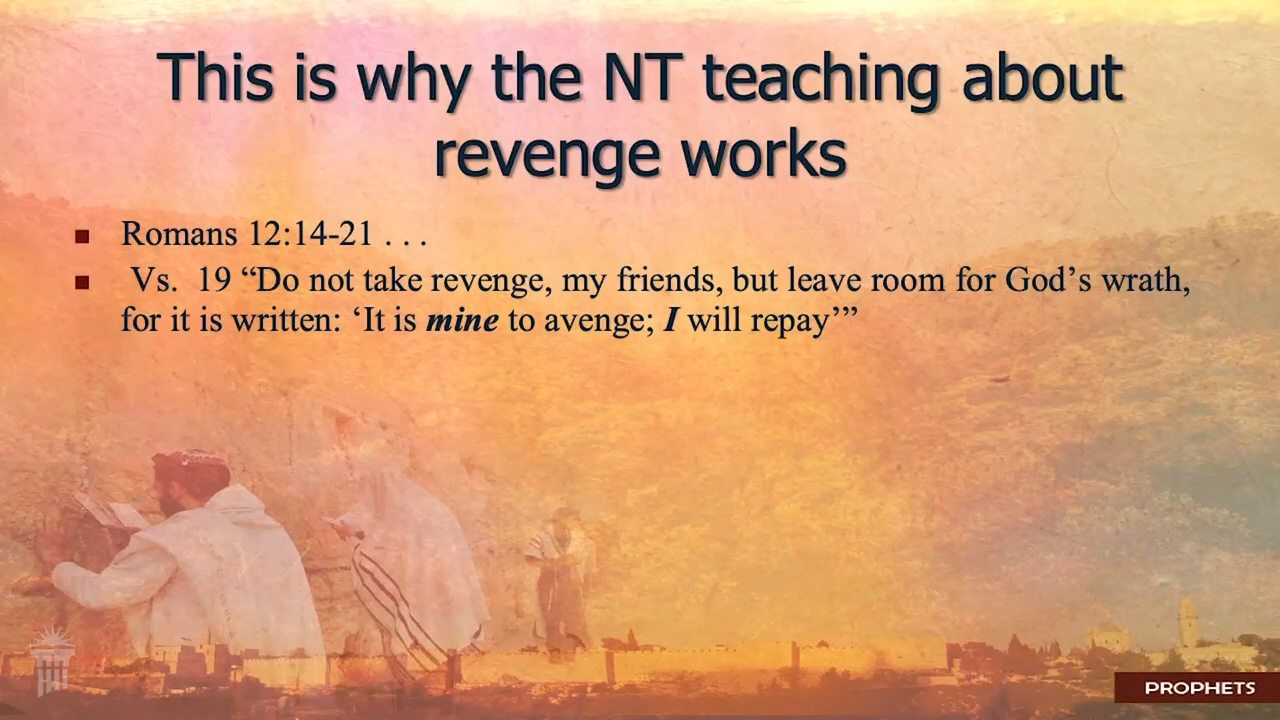 This is why the NT teaching about
revenge works
Romans 12:14-21 . . .
Vs. 19 “Do not take revenge, my friends, but leave room for God’s wrath,
for it is written: ‘It is mine to avenge; I will repay’”
PROPHETS